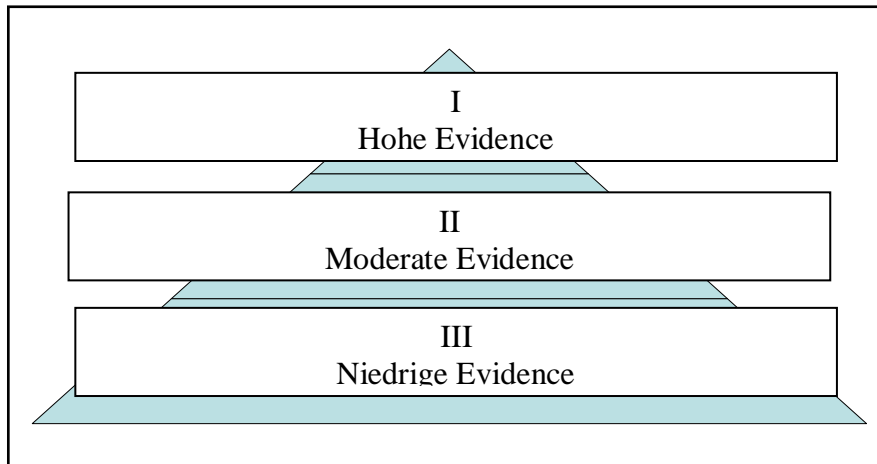 I
Hohe Evidence
II
Moderate Evidence
III
Niedrige Evidence